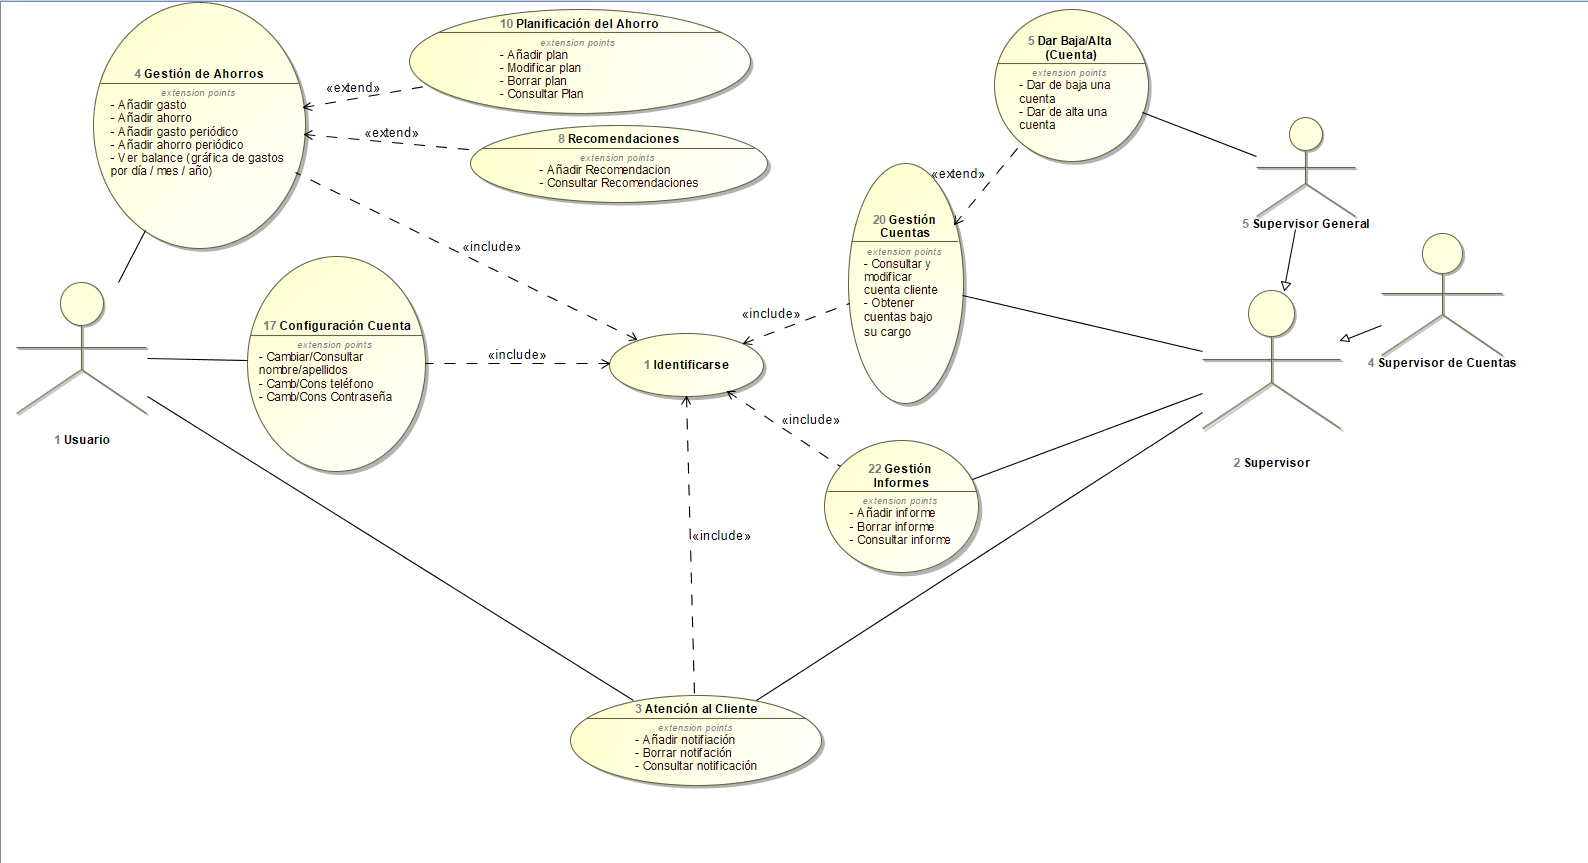 10 Planificación del Ahorro
extension points
- Añadir plan
- Modificar plan
- Borrar plan
- Consultar Plan
5 Dar Baja/Alta
(Cuenta)
extension points
- Dar de baja una
cuenta
- Dar de alta una
cuenta
4 Gestión de Ahorros
extension points
- Añadir gasto
- Añadir ahorro
- Añadir gasto periódico
- Añadir ahorro periódico
- Ver balance (gráfica de gastos
por día / mes / año)
«extend»
«extend»
8 Recomendaciones
extension points
- Añadir Recomendacion
- Consultar Recomendaciones
«extend»
20 Gestión
Cuentas
extension points
- Consultar y
modificar
cuenta cliente
- Obtener
cuentas bajo
su cargo
5 Supervisor General
«include»
«include»
17 Configuración Cuenta
extension points
- Cambiar/Consultar
nombre/apellidos
- Camb/Cons teléfono
- Camb/Cons Contraseña
«include»
1 Identificarse
4 Supervisor de Cuentas
1 Usuario
«include»
2 Supervisor
22 Gestión
Informes
extension points
- Añadir informe
- Borrar informe
- Consultar informe
«include»
3 Atención al Cliente
extension points
- Añadir notifiación
- Borrar notifación
- Consultar notificación